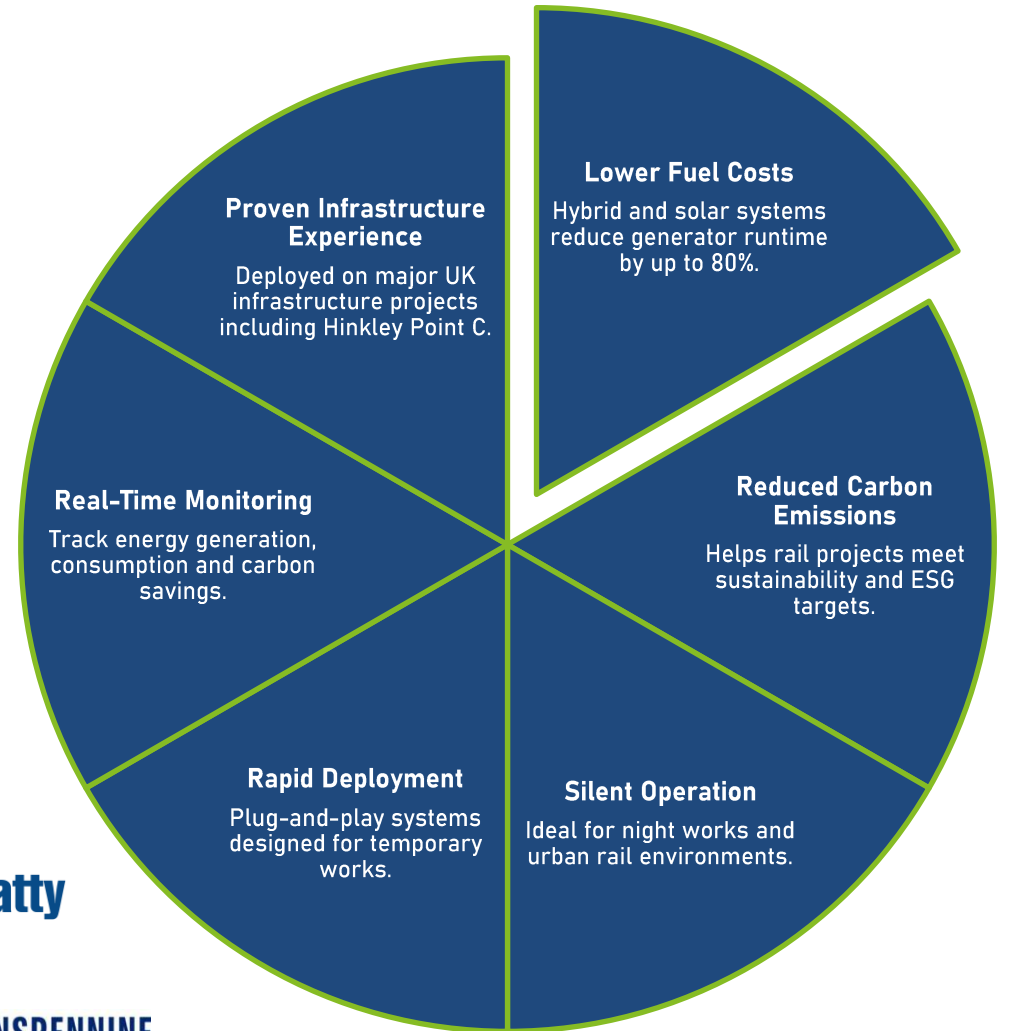 Lower Fuel Costs
Hybrid and solar systems
reduce generator runtime
by up to 80%.
Proven Infrastructure
Experience
Deployed on major UK
infrastructure projects
including Hinkley Point C.
Reduced Carbon
Emissions
Helps rail projects meet
sustainability and ESG
targets.
Real-Time Monitoring
Track energy generation,
consumption and carbon
savings.
Rapid Deployment
Plug-and-play systems
designed for temporary
works.
Silent Operation
Ideal for night works and
urban rail environments.
atty